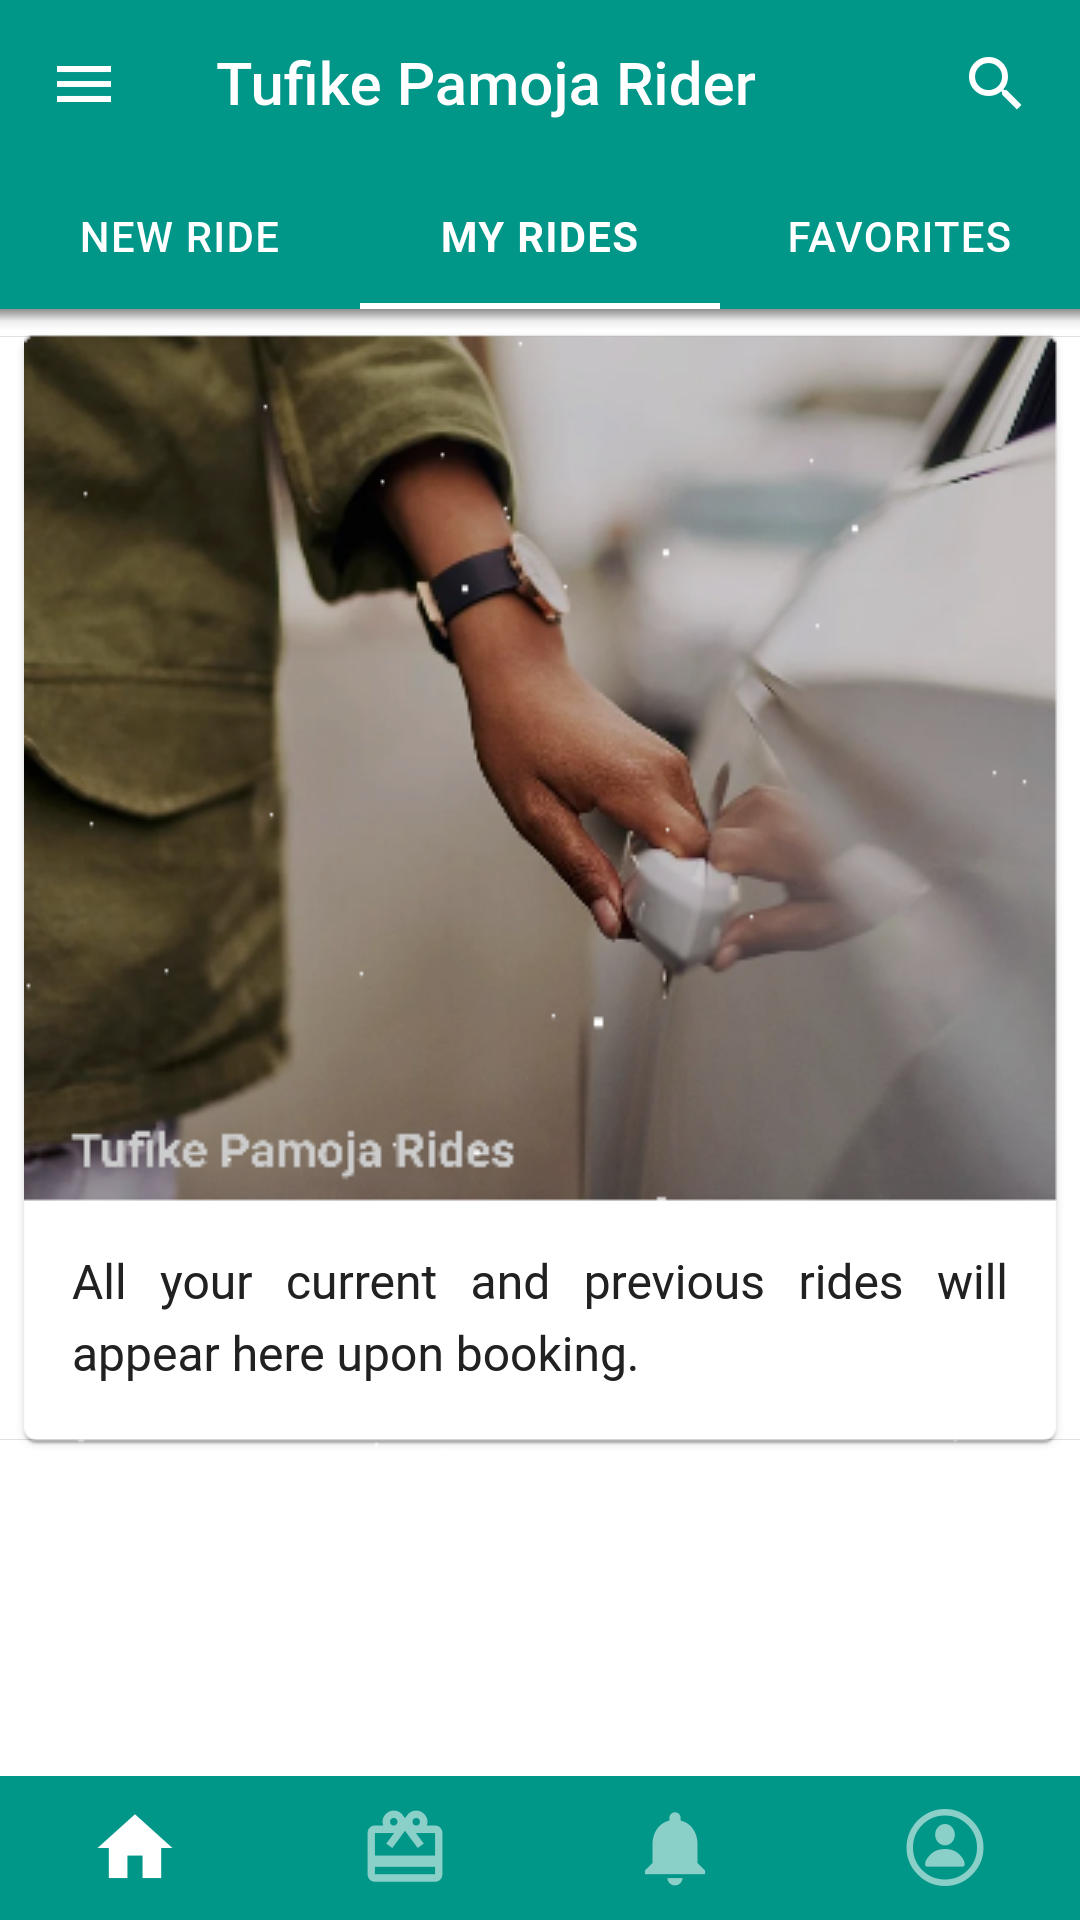 Tufike Pamoja Rider
NEW RIDE
MY RIDES
FAVORITES
Tufike Pamoja Rides
All your current and previous rides will
appear here upon booking.